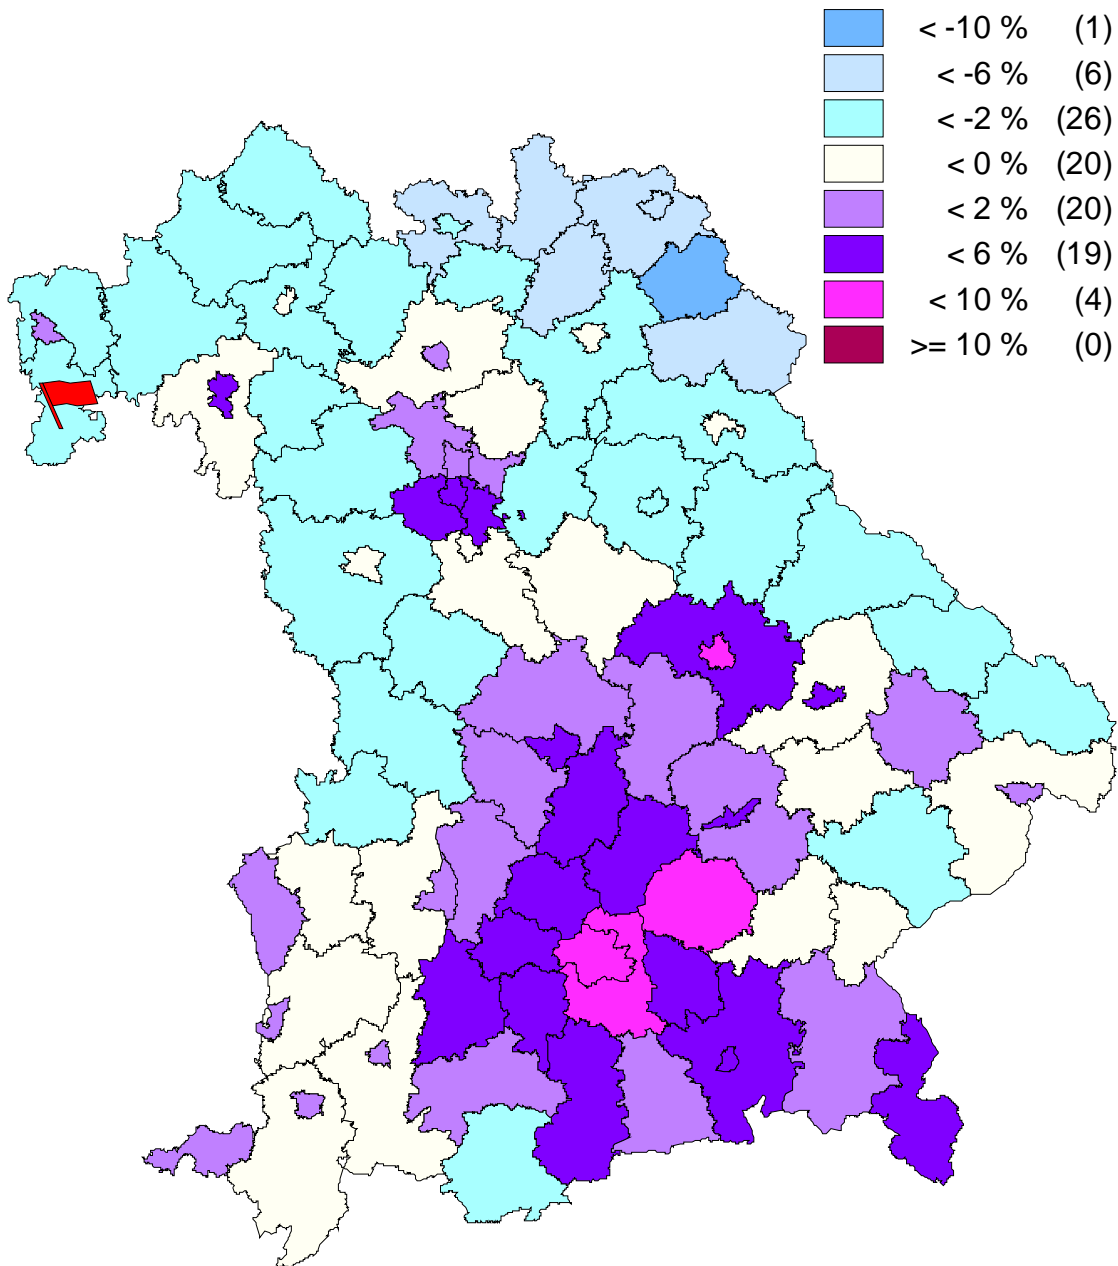 < -10 % (1)
< -6 % (6)
< -2 % (26)
< 0 % (20)
< 2 % (20)
< 6 % (19)
< 10 % (4)
>= 10 % (0)